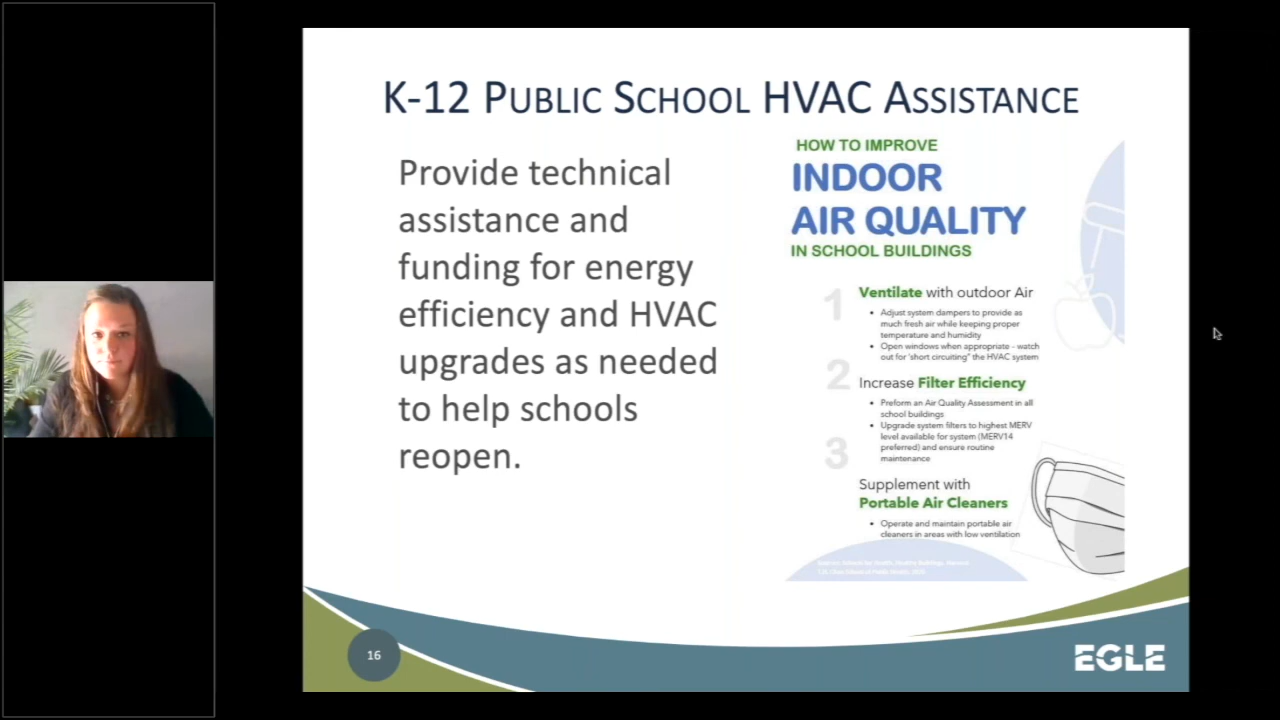 K-12 PUBLIC SCHOOL HVAC ASSISTANCE
Provide technical
assistance and
funding for energy
efficiency and HVAC
upgrades as needed
to help schools
reopen.
HOW TO IMPROVE
INDOOR
AIR QUALITY
IN SCHOOL BUILDINGS
1
Ventilate with outdoor Air
• Adjust system dampers to provide as
much fresh air while keeping proper
temperature and humidity
• Open windows when appropriate - watch
out for 'short circuiting" the HVAC system
2
Increase Filter Efficiency
• Preform an Air Quality Assessment in all
school buildings
• Upgrade system filters to highest MERV
level available for system (MERV14
preferred) and ensure routine
maintenance
3
Supplement with
Portable Air Cleaners
• Operate and maintain portable air
cleaners in areas with low ventilation
16
EGLE